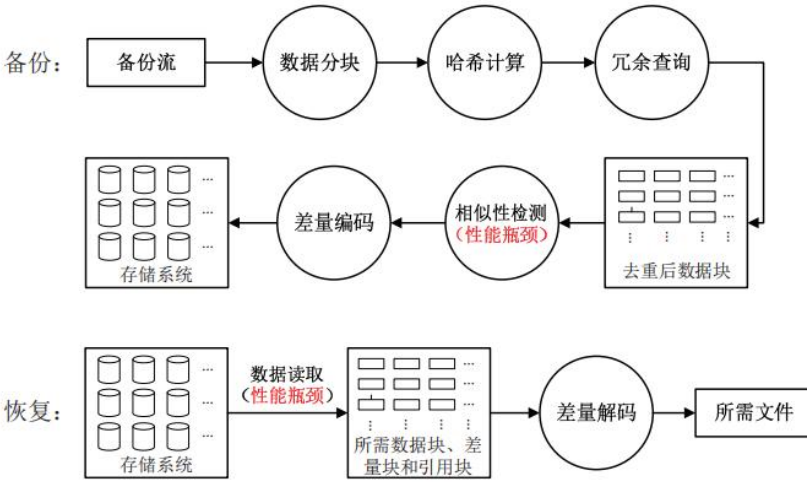 备份：
备份流
数据分块
哈希计算
冗余查询
...
...
...
存储系统
差量编码
相似性检测
（性能瓶颈）
...
...
...
⋮ ⋮ ⋮ ...
去重后数据块
恢复：
...
...
...
存储系统
数据读取
（性能瓶颈）
...
...
...
⋮ ⋮ ⋮ ...
所需数据块、差
量块和引用块
差量解码
所需文件